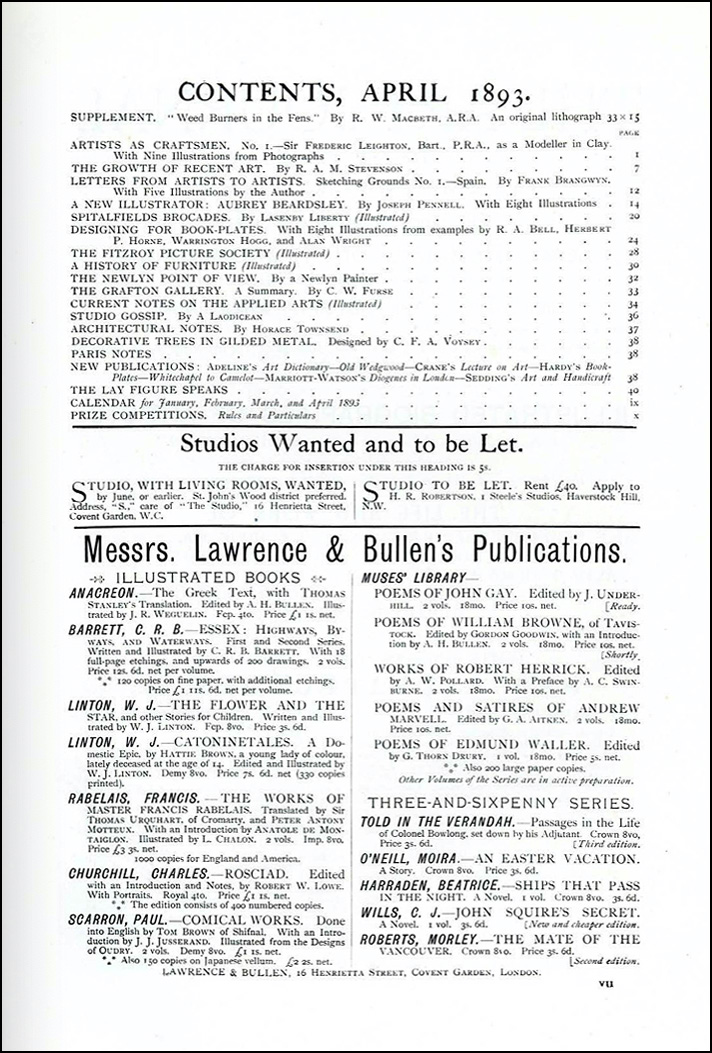 CONTENTS, APRIL 1893.
SUPPLEMENT. "Weed Burners in the Fens." By R. W. MACBETH, A.R.A. An original lithograph 33 × 15
PAGE
ARTISTS AS CRAFTSMEN. No. 1.—SIR FREDERIC LEIGHTON, Bart., P.R.A., as a Modeller in Clay.
With Nine Illustrations from Photographs . . . . . . . . . . . 1
THE GROWTH OF RECENT ART. By R. A. M. STEVENSON . . . . . . . . 7
LETTERS FROM ARTISTS TO ARTISTS. Sketching Grounds No. 1.—Spain. By FRANK BRANGWYN.
With Five Illustrations by the Author . . . . . . . . . . . . 12
A NEW ILLUSTRATOR: AUBREY BEARDSLEY. By JOSEPH PENNELL. With Eight Illustrations . 14
SPITALFIELDS BROCADES. By LASENBY LIBERTY (Illustrated) . . . . . . . . 20
DESIGNING FOR BOOK-PLATES. With Eight Illustrations from examples by R. A. BELL, HERBERT
P. HORNE, WARRINGTON HOGG, and ALAN WRIGHT . . . . . . . . . 24
THE FITZROY PICTURE SOCIETY (Illustrated) . . . . . . . . . . 28
A HISTORY OF FURNITURE (Illustrated) . . . . . . . . . . . 30
THE NEWLYN POINT OF VIEW. By a Newlyn Painter . . . . . . . . . 32
THE GRAFTON GALLERY. A Summary. By C. W. FURSE . . . . . . . . 33
CURRENT NOTES ON THE APPLIED ARTS (Illustrated) . . . . . . . . 34
STUDIO GOSSIP. By A LAODICEAN . . . . . . . . . . . . 36
ARCHITECTURAL NOTES. By HORACE TOWNSEND . . . . . . . . . 37
DECORATIVE TREES IN GILDED METAL. Designed by C. F. A. VOYSEY . . . . . . 38
PARIS NOTES . . . . . . . . . . . . . . . 38
NEW PUBLICATIONS: ADELINE'S Art Dictionary—Old Wedgwood—CRANE'S Lecture on Art—HARDY'S Book-
Plates—Whitechapel to Camelot—MARRIOTT-WATSON'S Diogenes in London—SEDDING'S Art and Handicraft 38
THE LAY FIGURE SPEAKS . . . . . . . . . . . . . 40
CALENDAR for January, February, March, and April 1893 . . . . . . . . ix
PRIZE COMPETITIONS. Rules and Particulars . . . . . . . . . . x
Studios Wanted and to be Let.
THE CHARGE FOR INSERTION UNDER THIS HEADING IS 5s.
STUDIO, WITH LIVING ROOMS, WANTED,
by June, or earlier. St. John's Wood district preferred.
Address, "S.," care of "The Studio," 16 Henrietta Street,
Covent Garden, W.C.
STUDIO TO BE LET. Rent £40. Apply to
H. R. ROBERTSON, 1 Steele's Studios, Haverstock Hill,
N.W.
Messrs. Lawrence & Bullen's Publications.
ILLUSTRATED BOOKS
ANACREON.—The Greek Text, with THOMAS
STANLEY'S Translation. Edited by A. H. BULLEN. Illus-
trated by J. R. WEGUELIN. Fcp. 4to. Price £1 1s. net.
BARRETT, C. R. B.—ESSEX: HIGHWAYS, BY-
WAYS, AND WATERWAYS. First and Second Series.
Written and Illustrated by C. R. B. BARRETT. With 18
full-page etchings, and upwards of 200 drawings. 2 vols.
Price 12s. 6d. net per volume.
*** 120 copies on fine paper, with additional etchings.
Price £1 11s. 6d. net per volume.
LINTON, W. J.—THE FLOWER AND THE
STAR, and other Stories for Children. Written and Illus-
trated by W. J. LINTON. Fcp. 8vo. Price 3s. 6d.
LINTON, W. J.—CATONINETALES. A Do-
mestic Epic, by HATTIE BROWN, a young lady of colour,
lately deceased at the age of 14. Edited and Illustrated by
W. J. LINTON. Demy 8vo. Price 7s. 6d. net (330 copies
printed).
RABELAIS, FRANCIS.—THE WORKS OF
MASTER FRANCIS RABELAIS. Translated by Sir
THOMAS URQUHART, of Cromarty, and PETER ANTONY
MOTTEUX. With an Introduction by ANATOLE DE MON-
TAIGLON. Illustrated by L. CHALON. 2 vols. Imp. 8vo.
Price £3 3s. net.
1000 copies for England and America.
CHURCHILL, CHARLES.—ROSCIAD. Edited
with an Introduction and Notes, by ROBERT W. LOWE.
With Portraits. Royal 4to. Price £1 1s. net.
*** The edition consists of 400 numbered copies.
SCARRON, PAUL.—COMICAL WORKS. Done
into English by TOM BROWN of Shifnal. With an Intro-
duction by J. J. JUSSERAND. Illustrated from the Designs
of OUDRY. 2 vols. Demy 8vo. £1 1s. net.
*** Also 150 copies on Japanese vellum. £2 2s. net.
MUSES' LIBRARY—
POEMS OF JOHN GAY. Edited by J. UNDER-
HILL. 2 vols. 18mo. Price 10s. net. [Ready.
POEMS OF WILLIAM BROWNE, OF TAVIS-
TOCK. Edited by GORDON GOODWIN, with an Introduc-
tion by A. H. BULLEN. 2 vols. 18mo. Price 10s. net.
[Shortly.
WORKS OF ROBERT HERRICK. Edited
by A. W. POLLARD. With a Preface by A. C. SWIN-
BURNE. 2 vols. 18mo. Price 10s. net.
POEMS AND SATIRES OF ANDREW
MARVELL. Edited by G. A. AITKEN. 2 vols. 18mo.
Price 10s. net.
POEMS OF EDMUND WALLER. Edited
by G. THORN DRURY. 1 vol. 18mo. Price 5s. net.
*** Also 200 large paper copies.
Other Volumes of the Series are in active preparation.
THREE-AND-SIXPENNY SERIES.
TOLD IN THE VERANDAH.—Passages in the Life
of Colonel Bowlong, set down by his Adjutant. Crown 8vo,
Price 3s. 6d. [Third edition.
O'NEILL, MOIRA.—AN EASTER VACATION.
A Story. Crown 8vo. Price 3s. 6d.
HARRADEN, BEATRICE.—SHIPS THAT PASS
IN THE NIGHT. A Novel. 1 vol. Crown 8vo. 3s. 6d.
WILLS, C. J.—JOHN SQUIRE'S SECRET.
A Novel. 1 vol. 3s. 6d. [New and cheaper edition.
ROBERTS, MORLEY.—THE MATE OF THE
VANCOUVER. Crown 8vo. Price 3s. 6d.
[Second edition.
LAWRENCE & BULLEN, 16 HENRIETTA STREET, COVENT GARDEN, LONDON.
vii